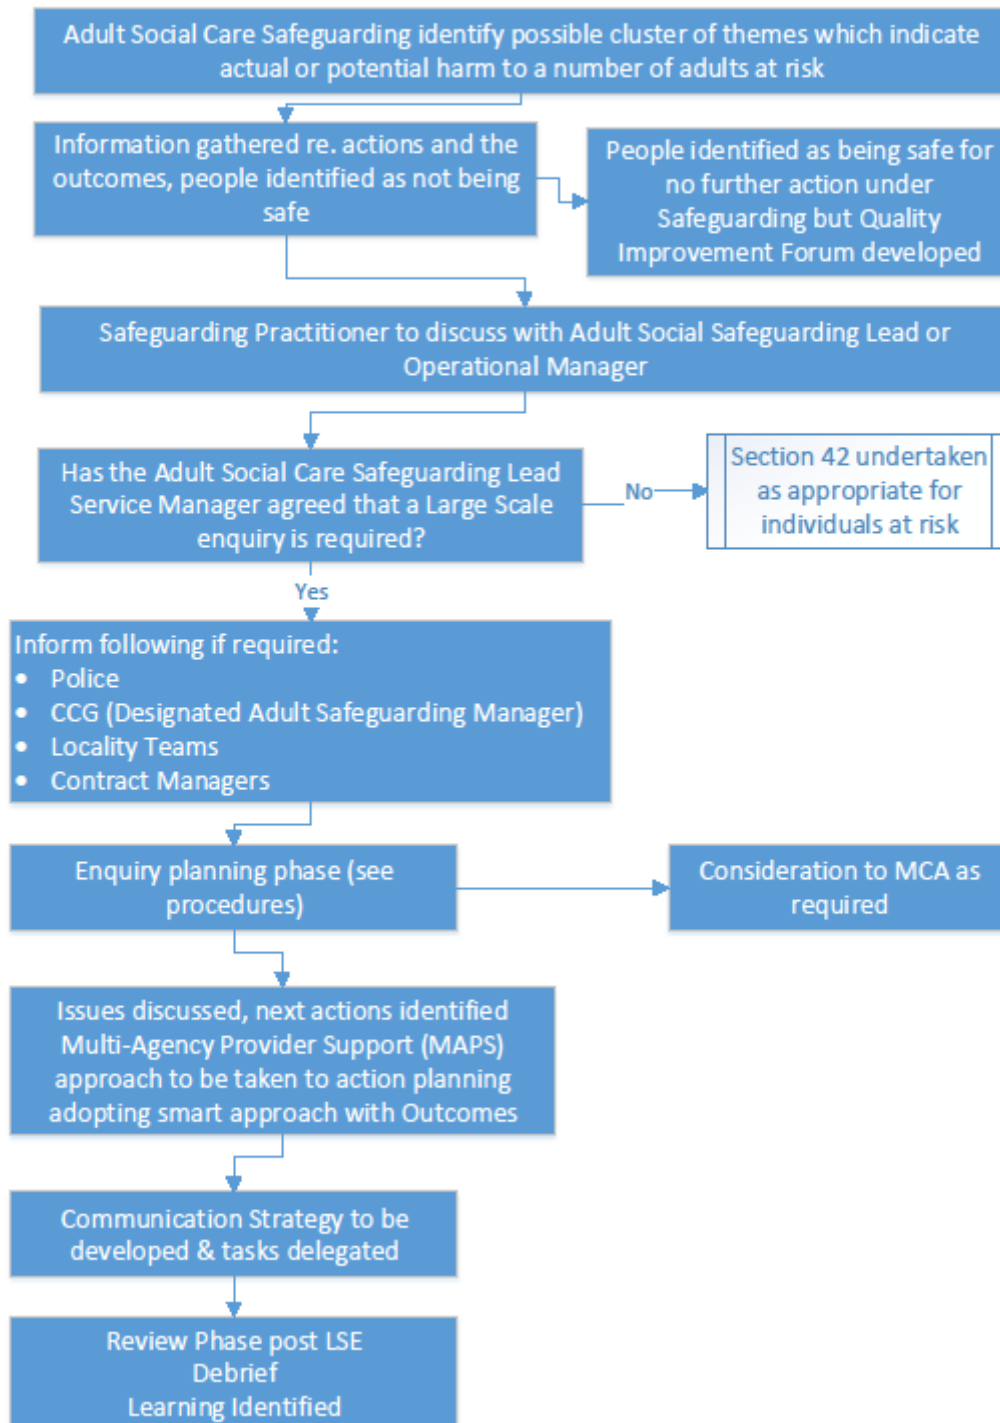 Adult Social Care Safeguarding identify possible cluster of themes which indicate
actual or potential harm to a number of adults at risk
Information gathered re. actions and the
outcomes, people identified as not being
safe
People identified as being safe for
no further action under
Safeguarding but Quality
Improvement Forum developed
Safeguarding Practitioner to discuss with Adult Social Safeguarding Lead or
Operational Manager
Has the Adult Social Care Safeguarding Lead
Service Manager agreed that a Large Scale
enquiry is required?
No
Section 42 undertaken
as appropriate for
individuals at risk
Yes
Inform following if required:
• Police
• CCG (Designated Adult Safeguarding Manager)
• Locality Teams
• Contract Managers
Enquiry planning phase (see
procedures)
Consideration to MCA as
required
Issues discussed, next actions identified
Multi-Agency Provider Support (MAPS)
approach to be taken to action planning
adopting smart approach with Outcomes
Communication Strategy to be
developed & tasks delegated
Review Phase post LSE
Debrief
Learning Identified